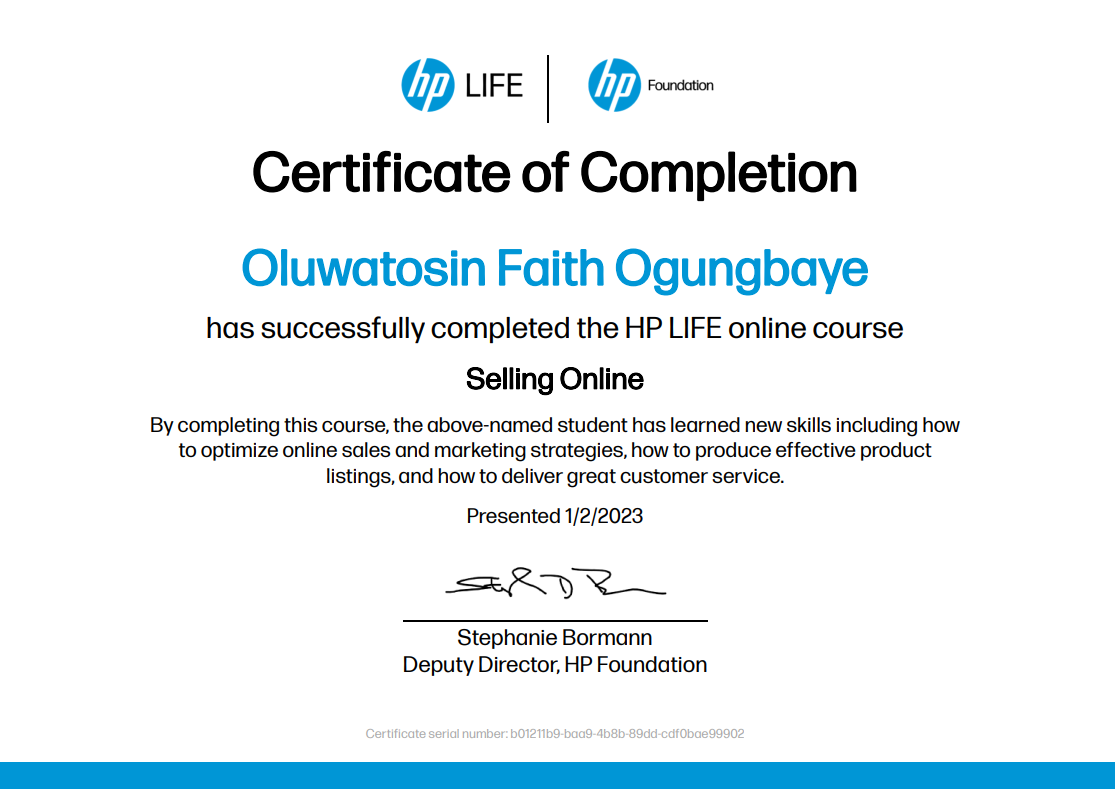 hp LIFE
hp Foundation
Certificate of Completion
Oluwatosin Faith Ogungbaye
has successfully completed the HP LIFE online course
Selling Online
By completing this course, the above-named student has learned new skills including how
to optimize online sales and marketing strategies, how to produce effective product
listings, and how to deliver great customer service.
Presented 1/2/2023
Stephanie Bormann
Deputy Director, HP Foundation
Certificate serial number: b01211b9-baa9-4b8b-89dd-cdf0bae99902